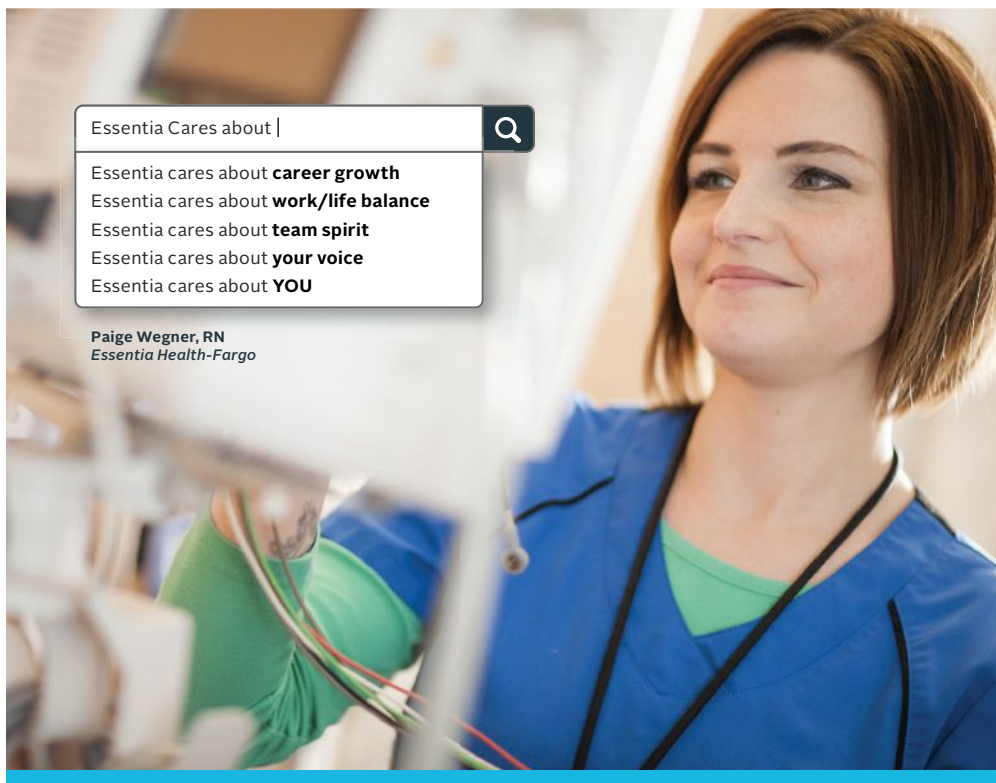 Essentia Cares about
Essentia cares about career growth
Essentia cares about work/life balance
Essentia cares about team spirit
Essentia cares about your voice
Essentia cares about YOU
Paige Wegner, RN
Essentia Health-Fargo